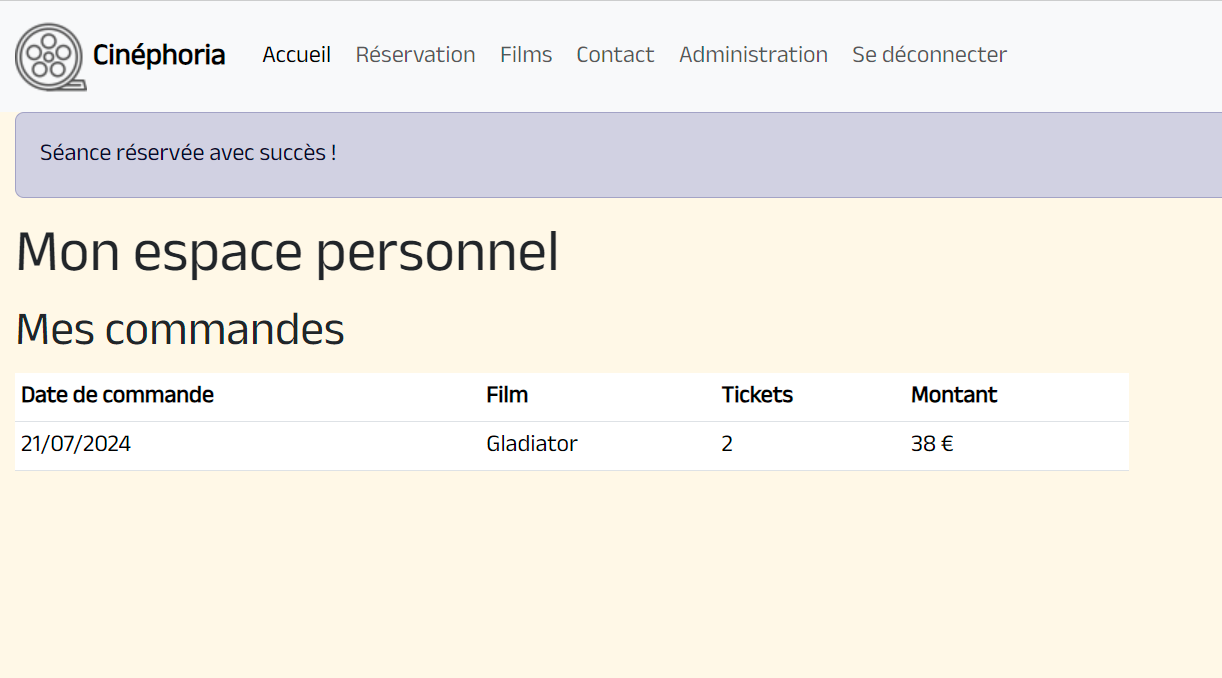 Cinéphoria Accueil Réservation Films Contact Administration Se déconnecter
Séance réservée avec succès !
Mon espace personnel
Mes commandes
Date de commande Film Tickets Montant
21/07/2024 Gladiator 2 38 €